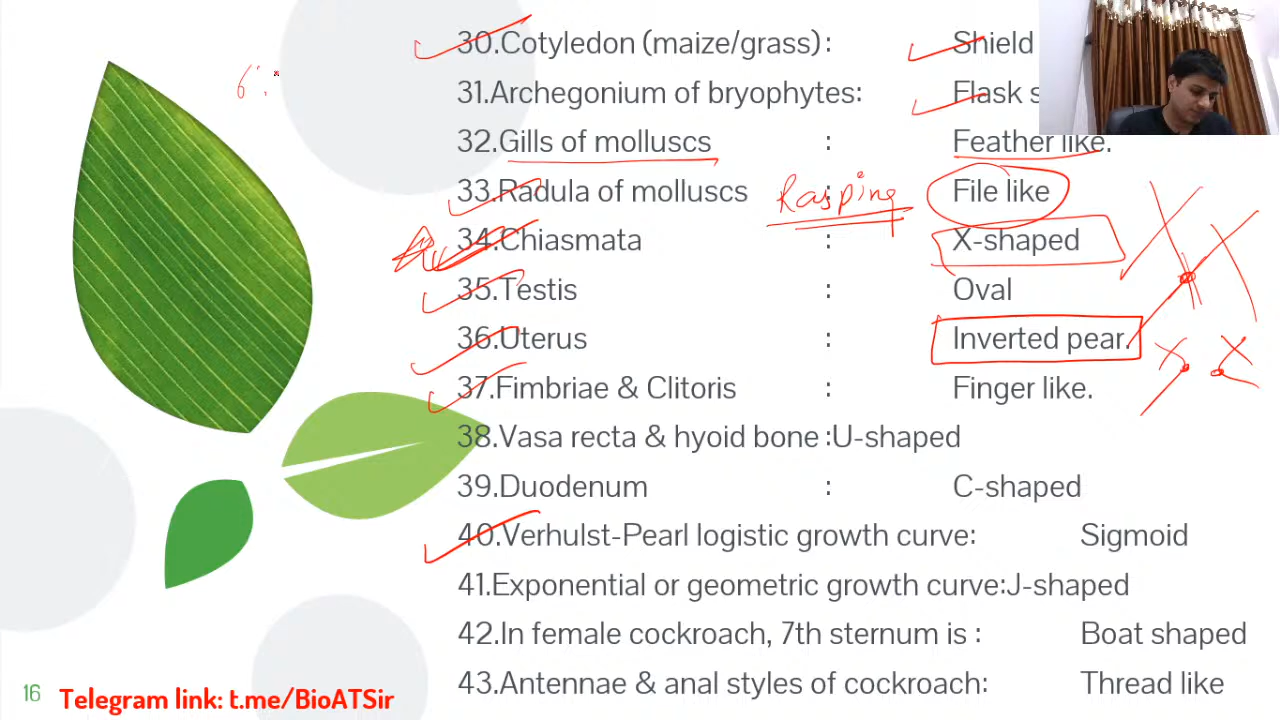 30.Cotyledon (maize/grass) : Shield
31.Archegonium of bryophytes: Flask s
32.Gills of molluscs : Feather like.
33.Radula of molluscs : File like
Rasping
34.Chiasmata : X-shaped
35.Testis : Oval
36.Uterus : Inverted pear.
37.Fimbriae & Clitoris : Finger like.
38.Vasa recta & hyoid bone :U-shaped
39.Duodenum : C-shaped
40.Verhulst-Pearl logistic growth curve: Sigmoid
41.Exponential or geometric growth curve:J-shaped
42.In female cockroach, 7th sternum is : Boat shaped
43.Antennae & anal styles of cockroach: Thread like
16 Telegram link: t.me/BioATSir